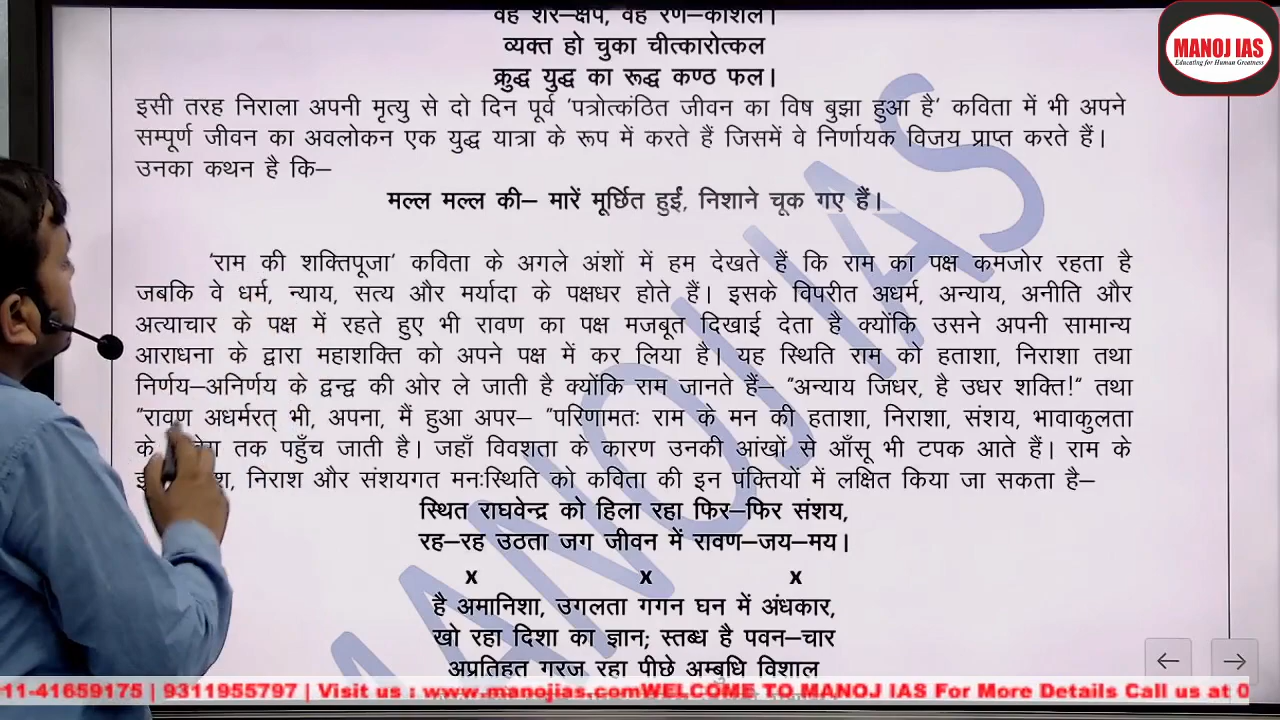 वह शर–क्षेप, वह रण–कौशल।
व्यक्त हो चुका चीत्कारोत्कल
क्रुद्ध युद्ध का रूद्ध कण्ठ फल।
इसी तरह निराला अपनी मृत्यु से दो दिन पूर्व 'पत्रोत्कंठित जीवन का विष बुझा हुआ है' कविता में भी अपने
सम्पूर्ण जीवन का अवलोकन एक युद्ध यात्रा के रूप में करते हैं जिसमें वे निर्णायक विजय प्राप्त करते हैं।
उनका कथन है कि–
मल्ल मल्ल की– मारें मूर्छित हुईं, निशाने चूक गए हैं।
'राम की शक्तिपूजा' कविता के अगले अंशों में हम देखते हैं कि राम का पक्ष कमजोर रहता है
जबकि वे धर्म, न्याय, सत्य और मर्यादा के पक्षधर होते हैं। इसके विपरीत अधर्म, अन्याय, अनीति और
अत्याचार के पक्ष में रहते हुए भी रावण का पक्ष मजबूत दिखाई देता है क्योंकि उसने अपनी सामान्य
आराधना के द्वारा महाशक्ति को अपने पक्ष में कर लिया है। यह स्थिति राम को हताशा, निराशा तथा
निर्णय–अनिर्णय के द्वन्द्व की ओर ले जाती है क्योंकि राम जानते हैं– "अन्याय जिधर, है उधर शक्ति!" तथा
"रावण अधर्मरत् भी, अपना, मैं हुआ अपर– "परिणामतः राम के मन की हताशा, निराशा, संशय, भावाकुलता
के तक पहुँच जाती है। जहाँ विवशता के कारण उनकी आंखों से आँसू भी टपक आते हैं। राम के
निराश और संशयगत मनःस्थिति को कविता की इन पंक्तियों में लक्षित किया जा सकता है–
स्थित राघवेन्द्र को हिला रहा फिर–फिर संशय,
रह–रह उठता जग जीवन में रावण–जय–मय।
x x x
है अमानिशा, उगलता गगन घन में अंधकार,
खो रहा दिशा का ज्ञान; स्तब्ध है पवन–चार
अप्रतिहत गरज रहा पीछे अम्बुधि विशाल
MANOJ IAS
MANOJ IAS
MANOJ IAS
Educating for Human Greatness
11-41659175 | 9311955797 | Visit us : www.manojias.comWELCOME TO MANOJ IAS For More Details Call us at 0